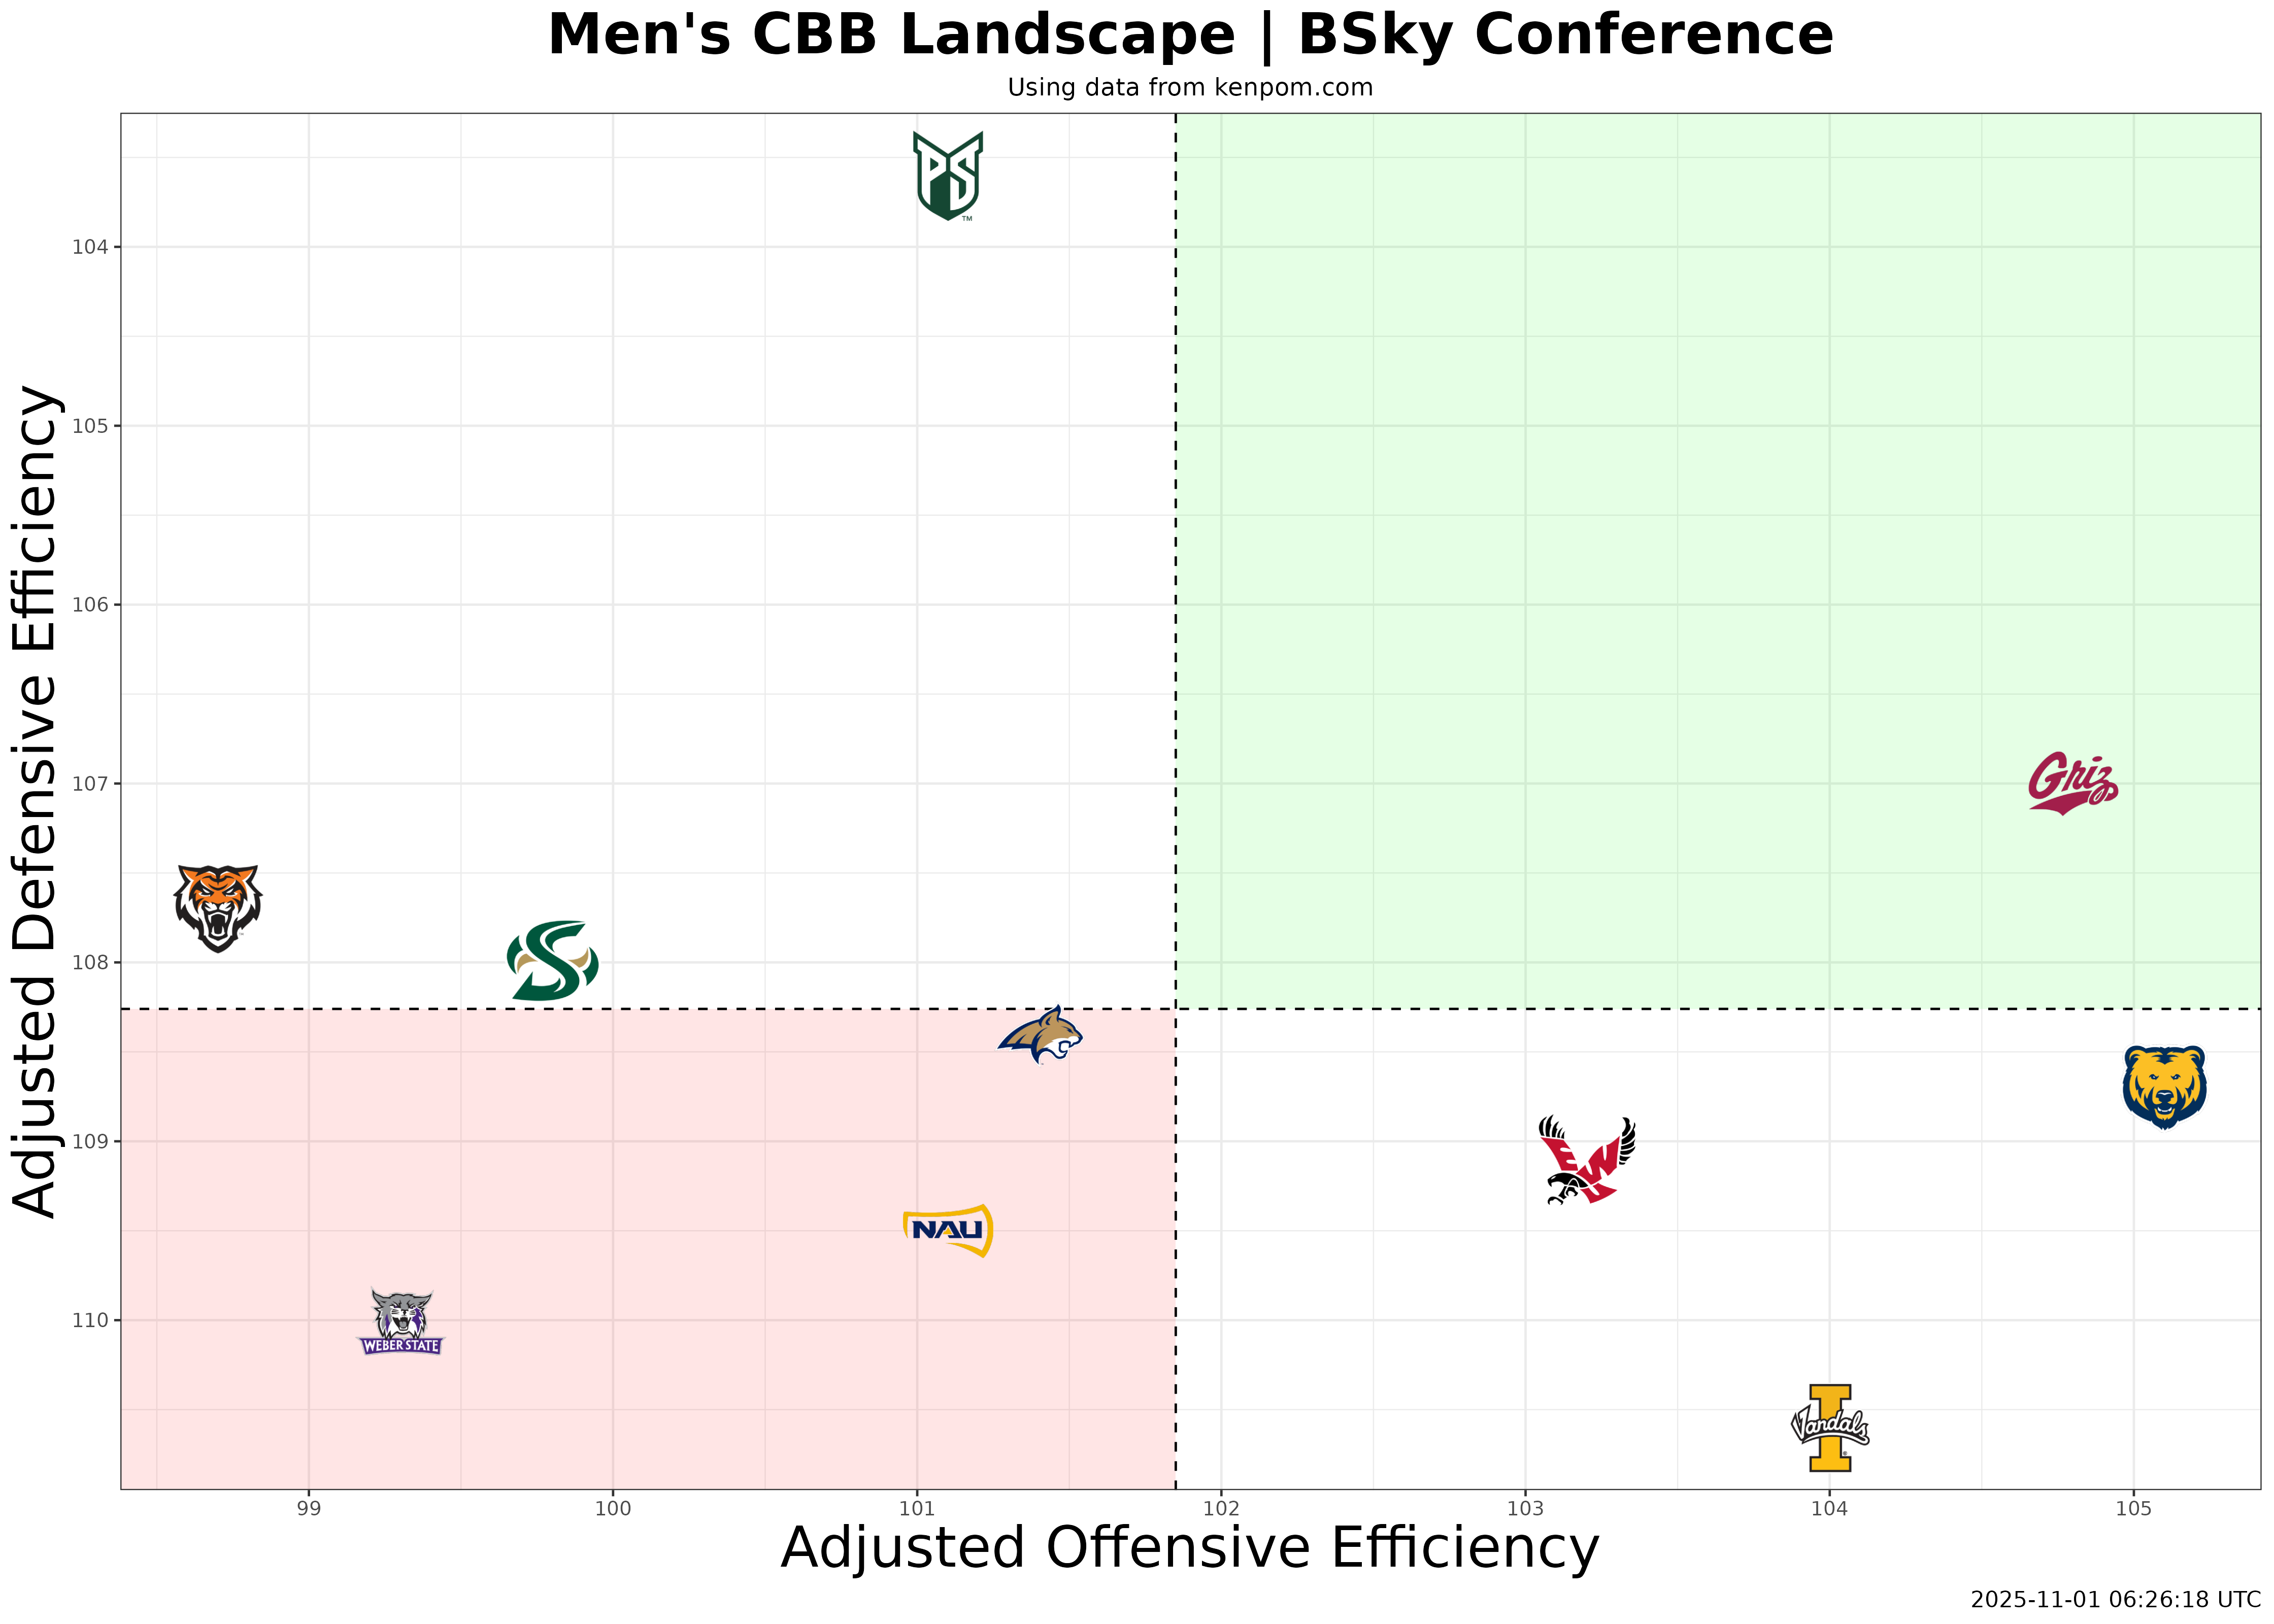 Men's CBB Landscape | BSky Conference
Using data from kenpom.com
Adjusted Defensive Efficiency
104
105
106
107
108
109
110
PS
TM
Griz
S
NAU
WEBER STATE
I
Vandals
99
100
101
102
103
104
105
Adjusted Offensive Efficiency
2025-11-01 06:26:18 UTC